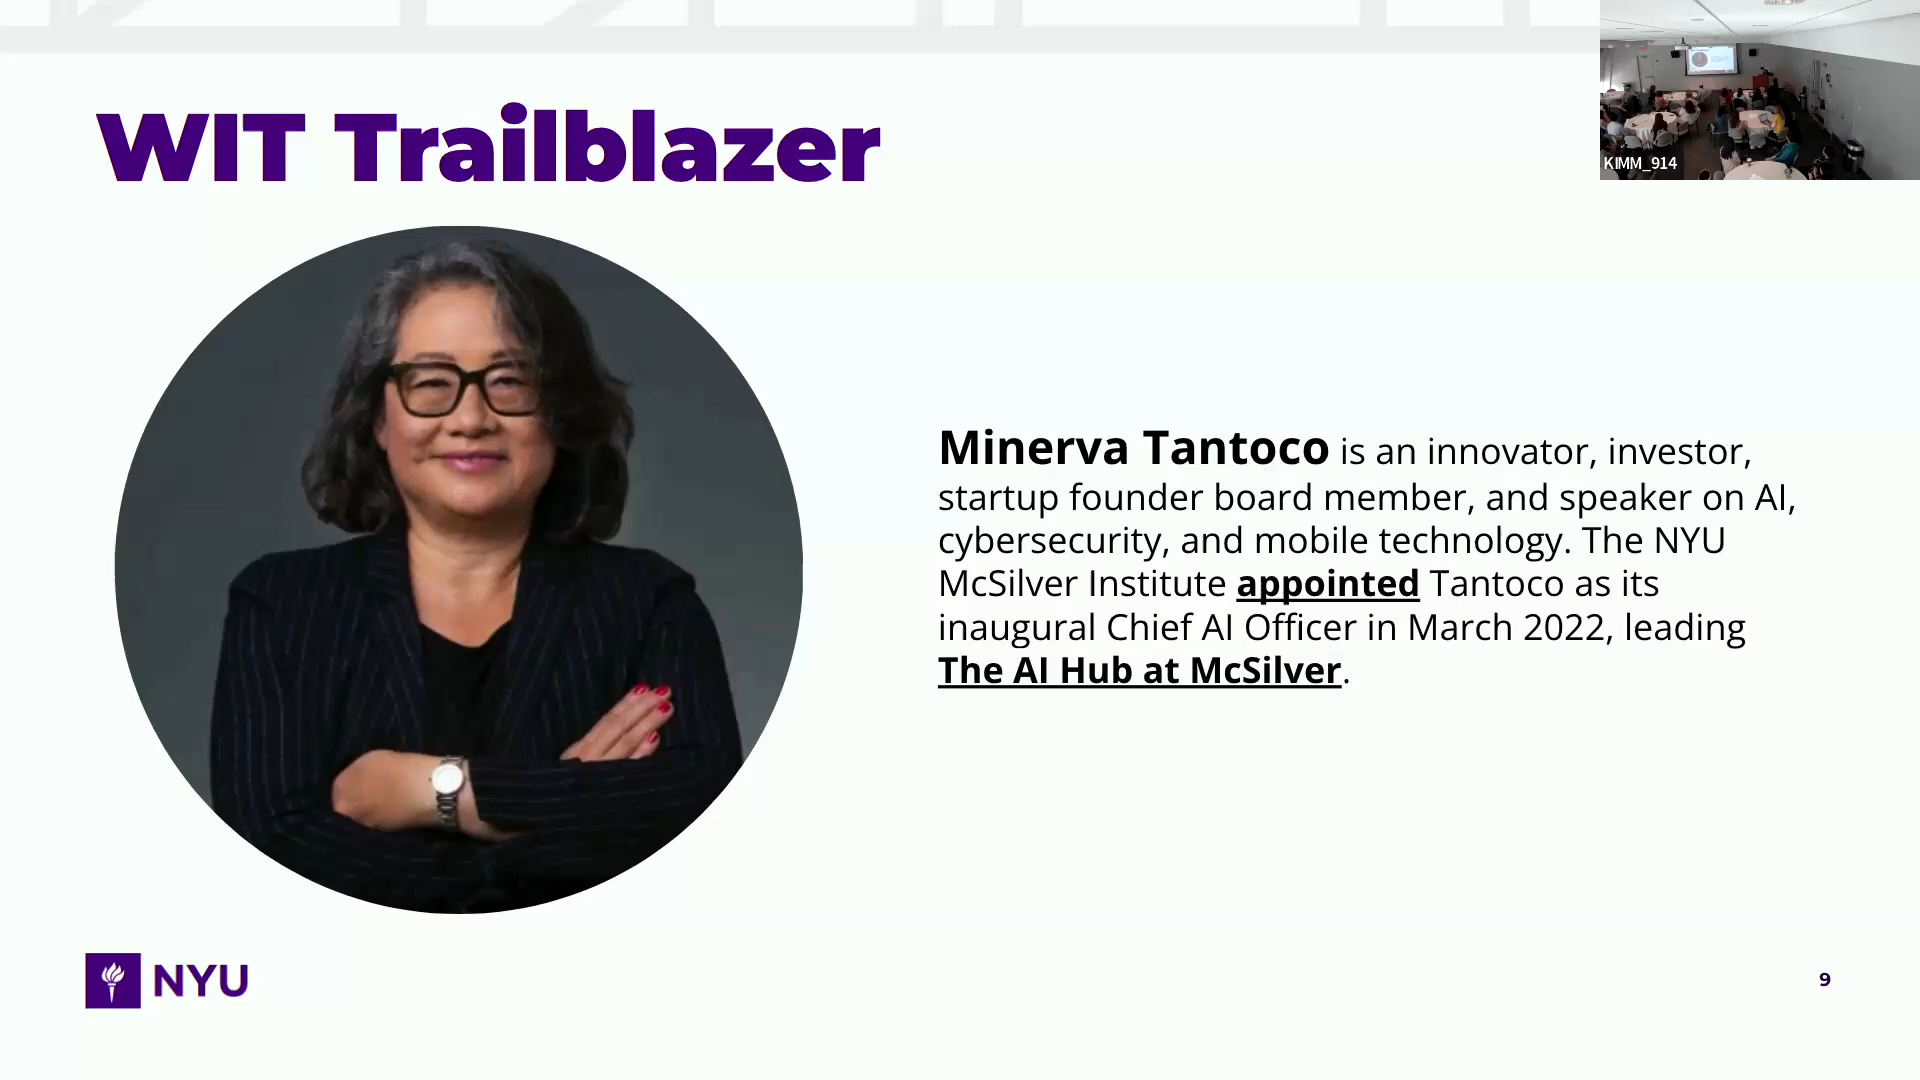 KIMM_914
WIT Trailblazer
Minerva Tantoco is an innovator, investor,
startup founder board member, and speaker on AI,
cybersecurity, and mobile technology. The NYU
McSilver Institute appointed Tantoco as its
inaugural Chief AI Officer in March 2022, leading
The AI Hub at McSilver.
NYU
9